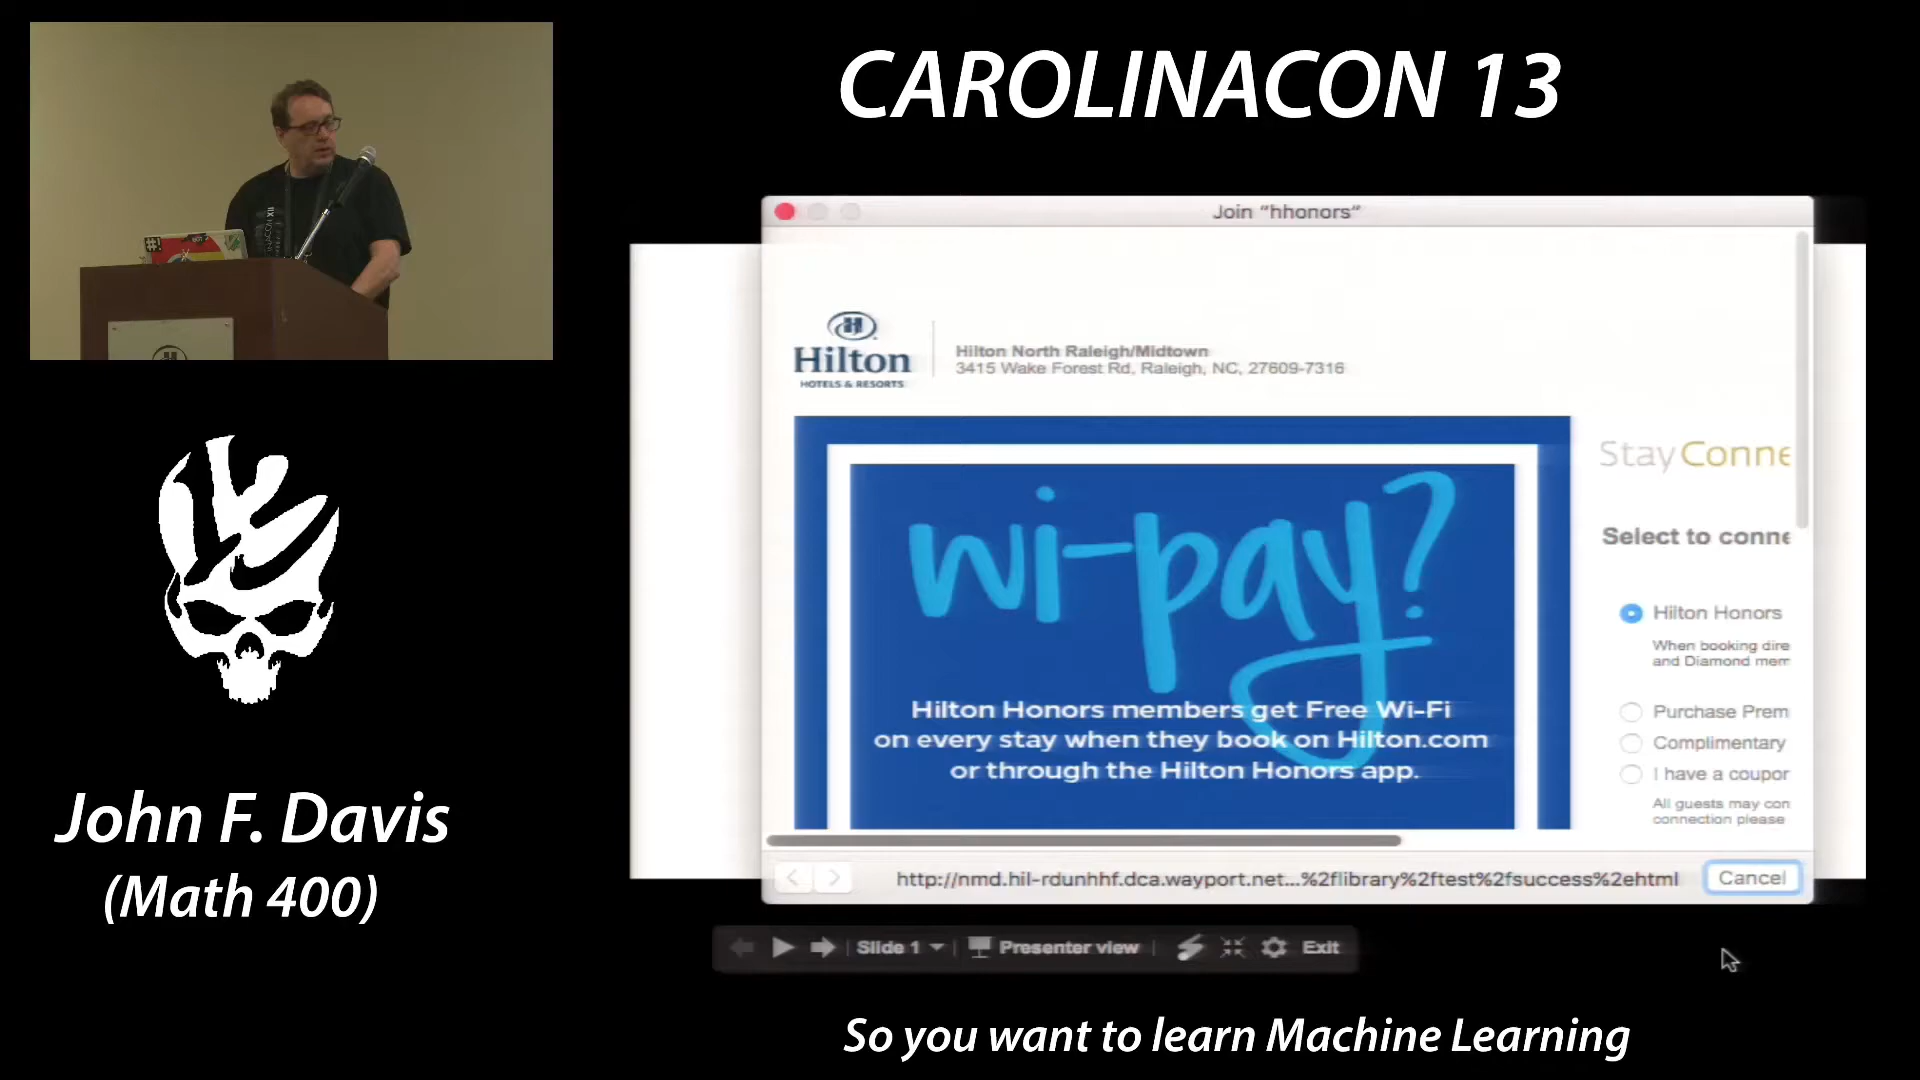 CAROLINACON 13
Join "hhonors"
Hilton
HOTELS & RESORTS
Hilton North Raleigh/Midtown
3415 Wake Forest Rd, Raleigh, NC, 27609-7316
wi-pay?
Hilton Honors members get Free Wi-Fi
on every stay when they book on Hilton.com
or through the Hilton Honors app.
StayConne
Select to conne
Hilton Honors
When booking dire
and Diamond mem
Purchase Prem
Complimentary
I have a coupor
All guests may con
connection please
http://nmd.hil-rdunhhf.dca.wayport.net...%2flibrary%2ftest%2fsuccess%2ehtml
Cancel
Slide 1
Presenter view
Exit
John F. Davis
(Math 400)
So you want to learn Machine Learning